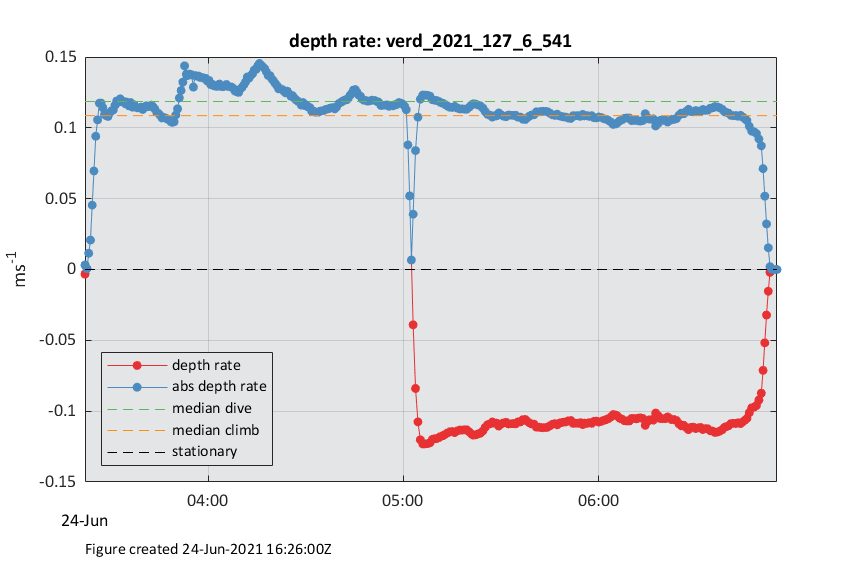 depth rate: verd_2021_127_6_541
0.15
0.1
0.05
0
-0.05
-0.1
-0.15
ms-1
depth rate
abs depth rate
median dive
median climb
stationary
04:00 05:00 06:00
24-Jun
Figure created 24-Jun-2021 16:26:00Z